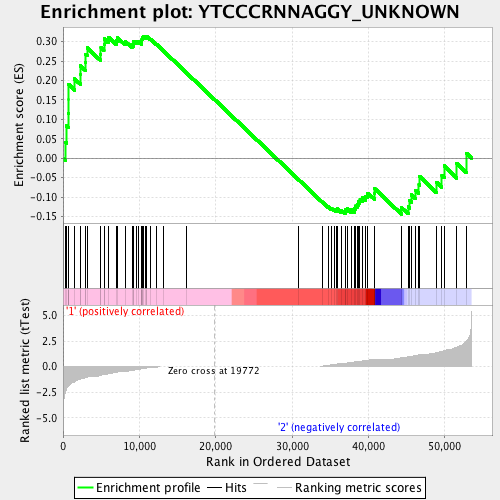 Enrichment plot: YTCCCRNNAGGY_UNKNOWN
Enrichment score (ES)
0.30
0.25
0.20
0.15
0.10
0.05
0.00
-0.05
-0.10
-0.15
'1' (positively correlated)
Ranked list metric (tTest)
5.0
2.5
0.0
-2.5
-5.0
Zero cross at 19772
'2' (negatively correlated)
0
10,000
20,000
30,000
40,000
50,000
Rank in Ordered Dataset
Enrichment profile
Hits
Ranking metric scores